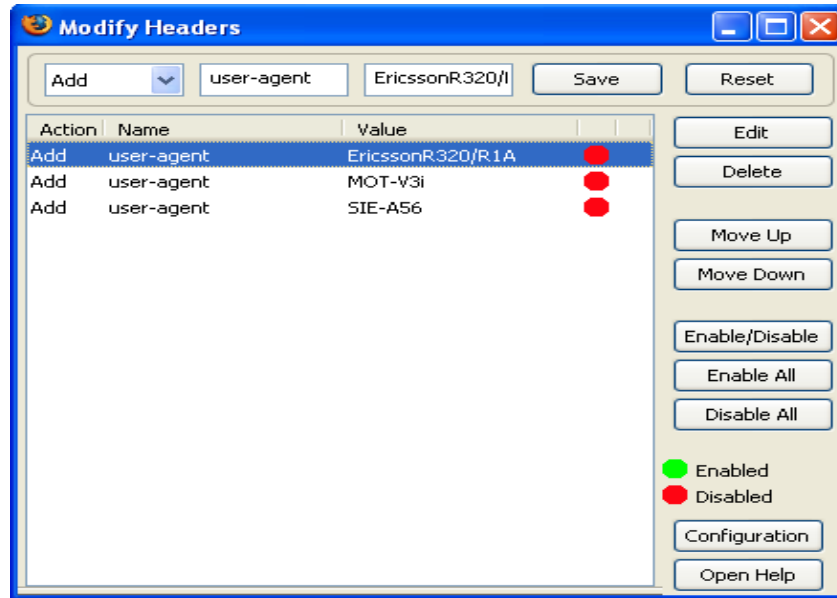 Modify Headers
Add user-agent EricssonR320/ Save Reset
Action Name Value
Add user-agent EricssonR320/R1A
Add user-agent MOT-V3i
Add user-agent SIE-A56
Edit
Delete
Move Up
Move Down
Enable/Disable
Enable All
Disable All
Enabled
Disabled
Configuration
Open Help